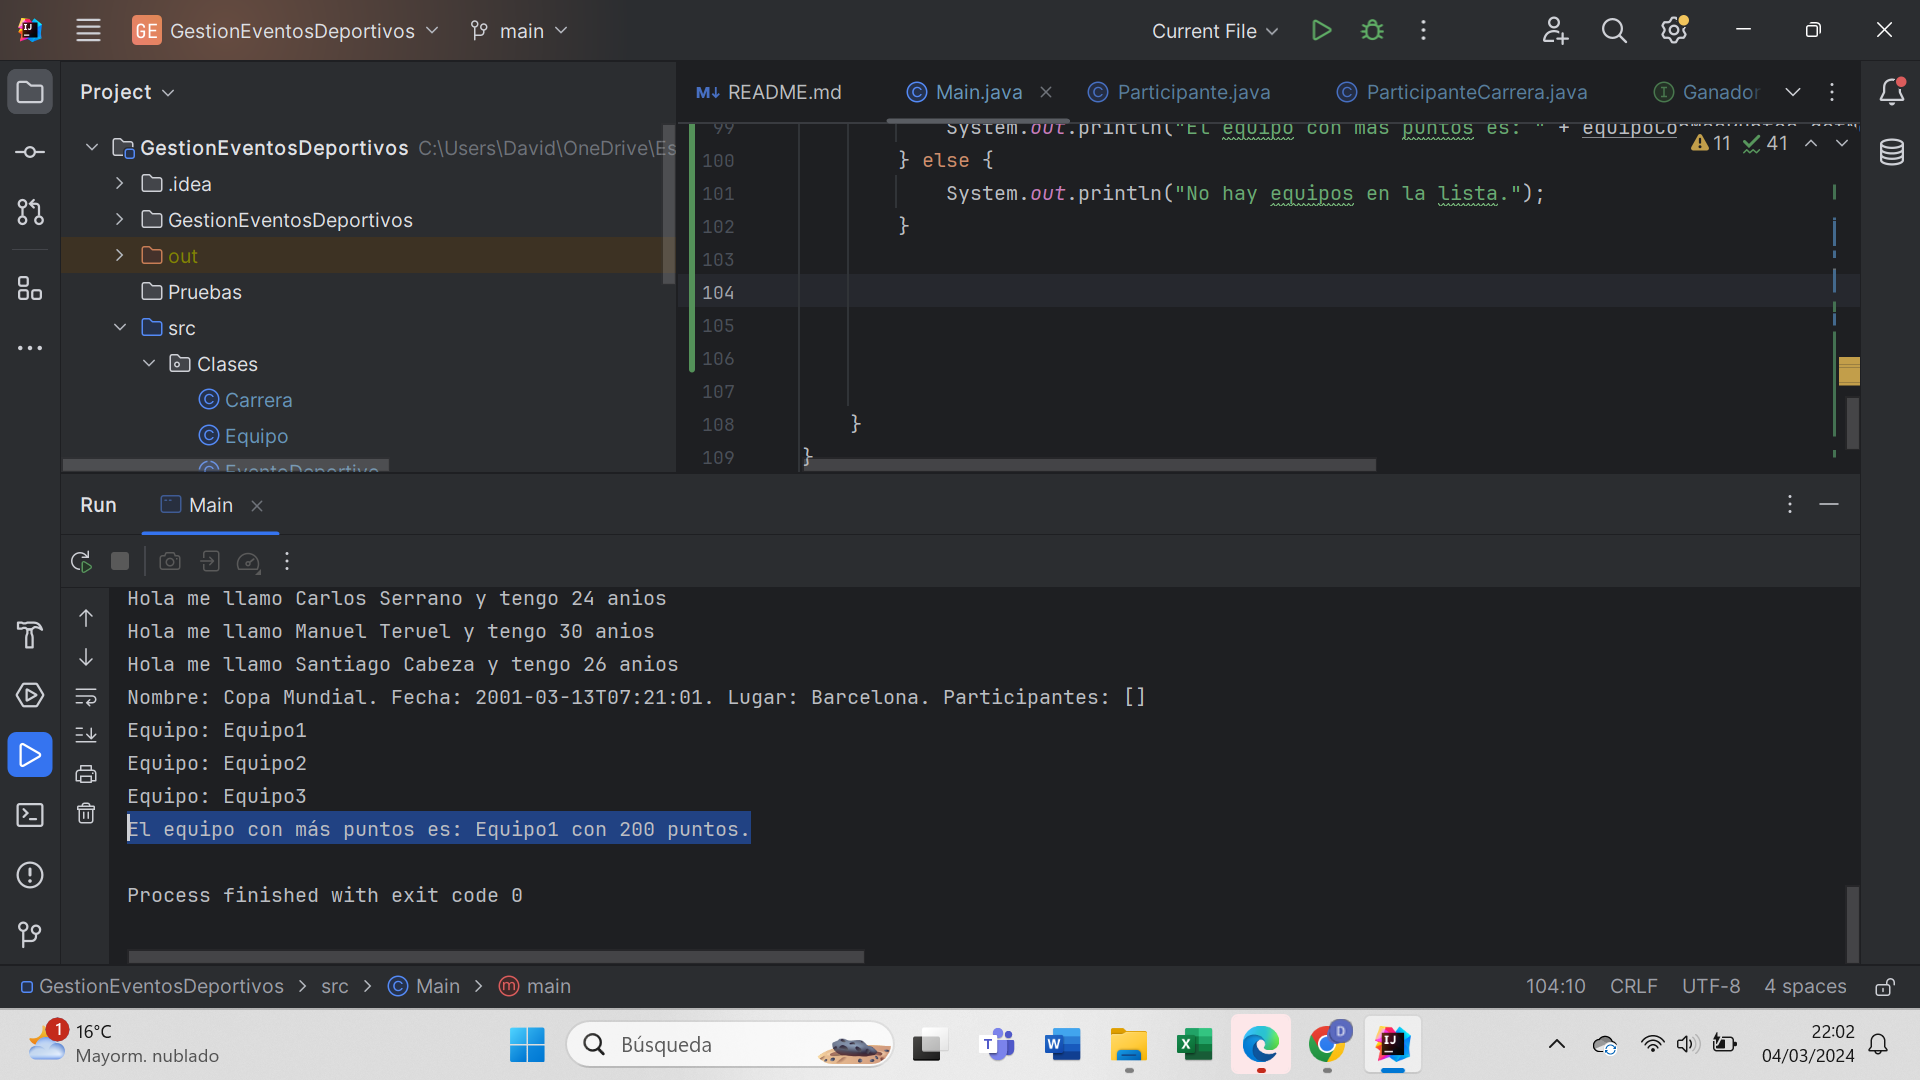 GE GestionEventosDeportivos main Current File
Project
README.md Main.java Participante.java ParticipanteCarrera.java Ganador
GestionEventosDeportivos C:\Users\David\OneDrive\Es
.idea
GestionEventosDeportivos
out
Pruebas
src
Clases
Carrera
Equipo
EventoDeportivo
99 System.out.println("El equipo con más puntos es: " +
11 41
100 } else {
101 System.out.println("No hay equipos en la lista.");
102 }
103
104
105
106
107
108 }
109 }
Run Main
Hola me llamo Carlos Serrano y tengo 24 anios
Hola me llamo Manuel Teruel y tengo 30 anios
Hola me llamo Santiago Cabeza y tengo 26 anios
Nombre: Copa Mundial. Fecha: 2001-03-13T07:21:01. Lugar: Barcelona. Participantes: []
Equipo: Equipo1
Equipo: Equipo2
Equipo: Equipo3
El equipo con más puntos es: Equipo1 con 200 puntos.
Process finished with exit code 0
GestionEventosDeportivos > src > Main > main 104:10 CRLF UTF-8 4 spaces
1 16°C
Mayorm. nublado
Búsqueda
22:02
04/03/2024